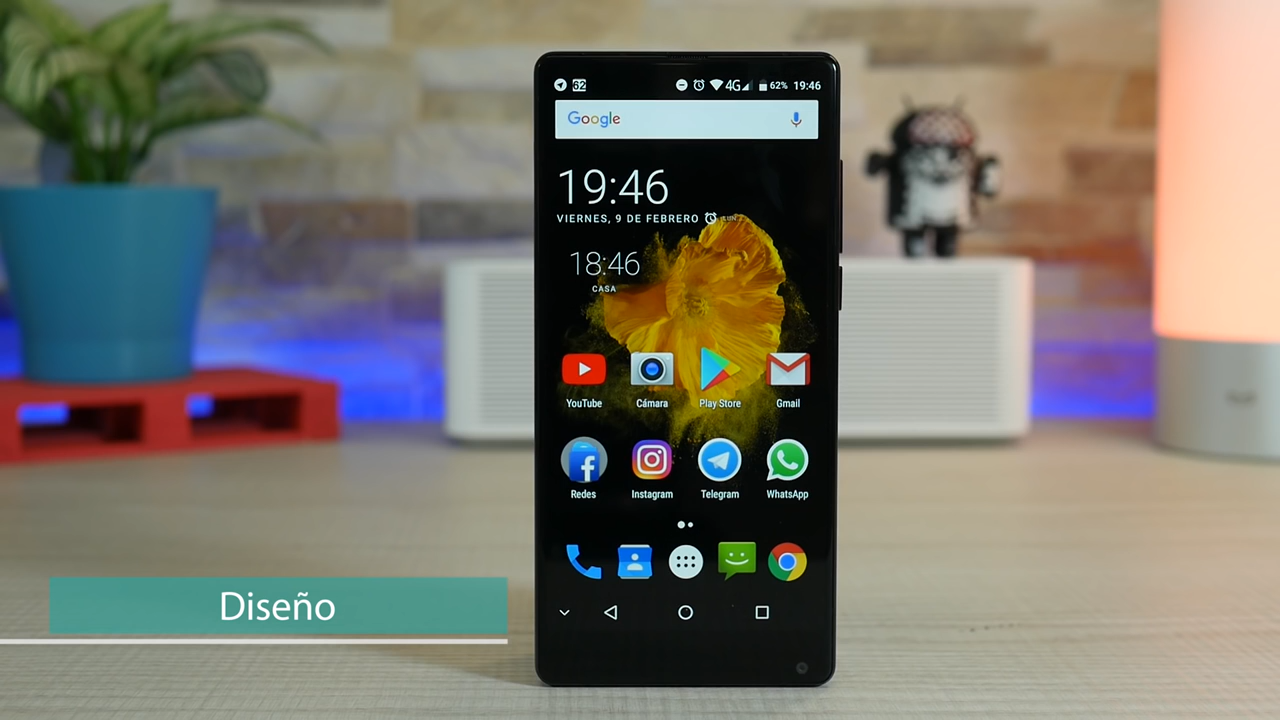 62
4G
62% 19:46
Google
19:46
VIERNES, 9 DE FEBRERO
18:46
CASA
YouTube
Cámara
Play Store
Gmail
Redes
Instagram
Telegram
WhatsApp
Diseño